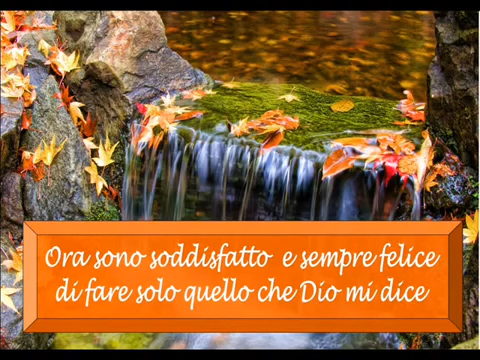 Ora sono soddisfatto e sempre felice
di fare solo quello che Dio mi dice